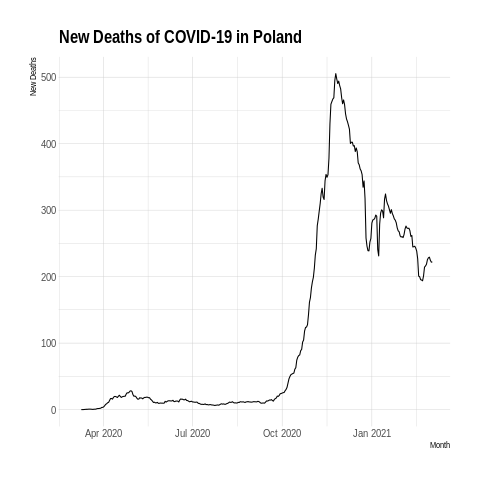 New Deaths of COVID-19 in Poland
New Deaths
500
400
300
200
100
0
Apr 2020
Jul 2020
Oct 2020
Jan 2021
Month